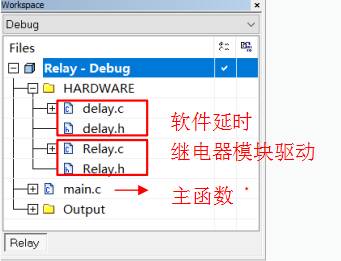 Workspace
Debug
Files
Relay - Debug
HARDWARE
delay.c
delay.h
软件延时
Relay.c
继电器模块驱动
Relay.h
main.c
主函数
Output
Relay